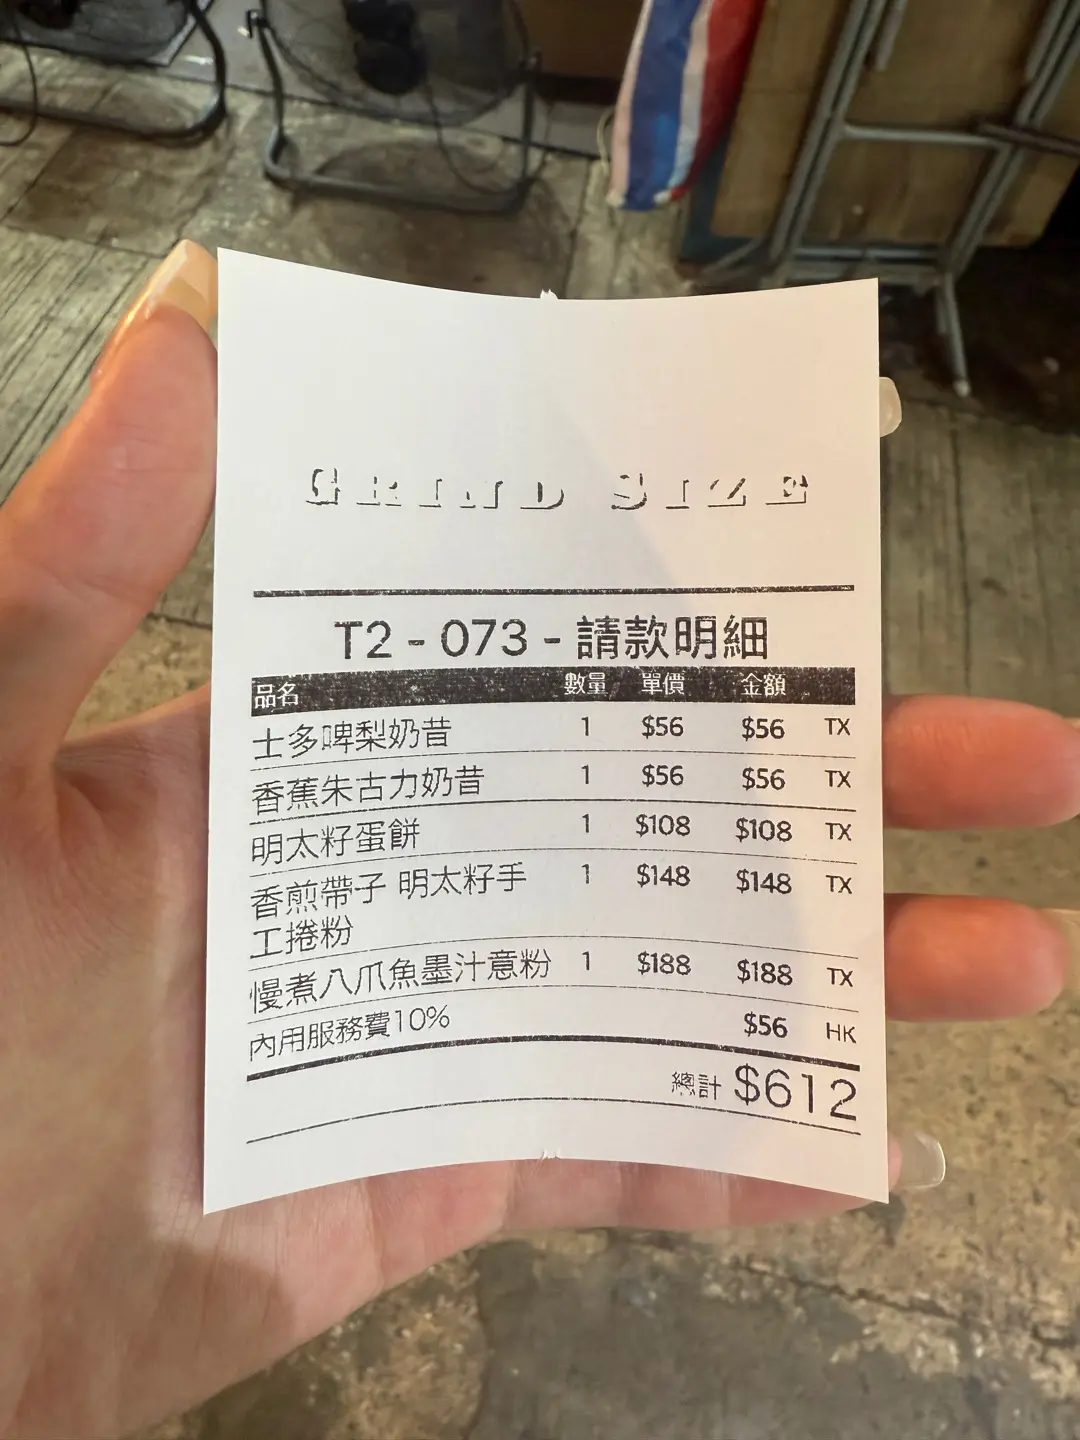 GRIND SIZE
T2 - 073 - 請款明細
品名 數量 單價 金額
士多啤梨奶昔 1 $56 $56 TX
香蕉朱古力奶昔 1 $56 $56 TX
明太籽蛋餅 1 $108 $108 TX
香煎帶子 明太籽手 1 $148 $148 TX
工捲粉
慢煮八爪魚墨汁意粉 1 $188 $188 TX
內用服務費10% $56 HK
總計 $612